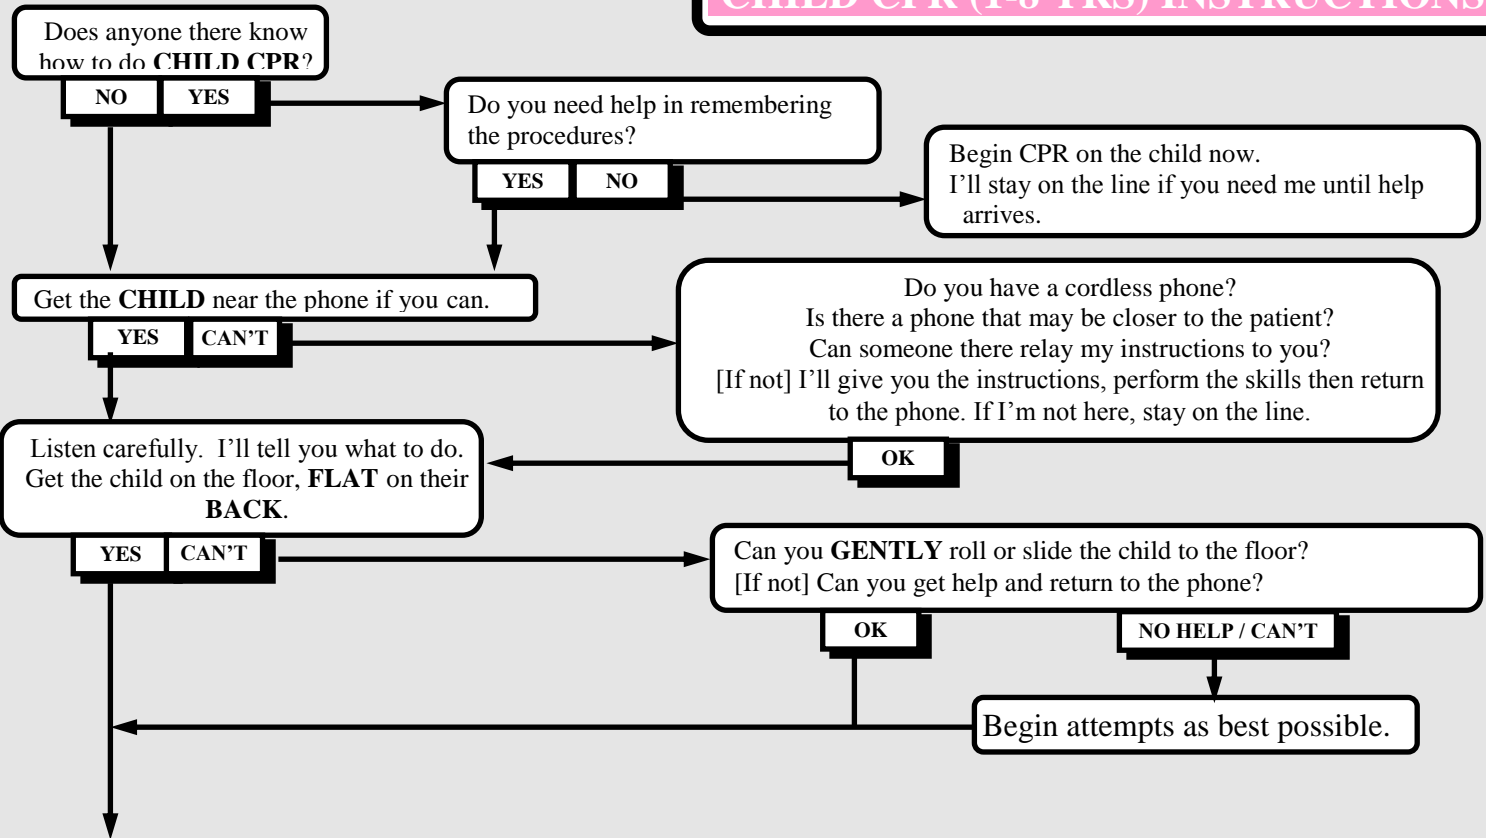 CHILD CPR (1-8 YRS) INSTRUCTIONS
Does anyone there know
how to do CHILD CPR?
NO YES
Do you need help in remembering
the procedures?
YES NO
Begin CPR on the child now.
I’ll stay on the line if you need me until help
arrives.
Get the CHILD near the phone if you can.
YES CAN’T
Do you have a cordless phone?
Is there a phone that may be closer to the patient?
Can someone there relay my instructions to you?
[If not] I’ll give you the instructions, perform the skills then return
to the phone. If I’m not here, stay on the line.
OK
Listen carefully. I’ll tell you what to do.
Get the child on the floor, FLAT on their
BACK.
YES CAN’T
Can you GENTLY roll or slide the child to the floor?
[If not] Can you get help and return to the phone?
OK
NO HELP / CAN’T
Begin attempts as best possible.